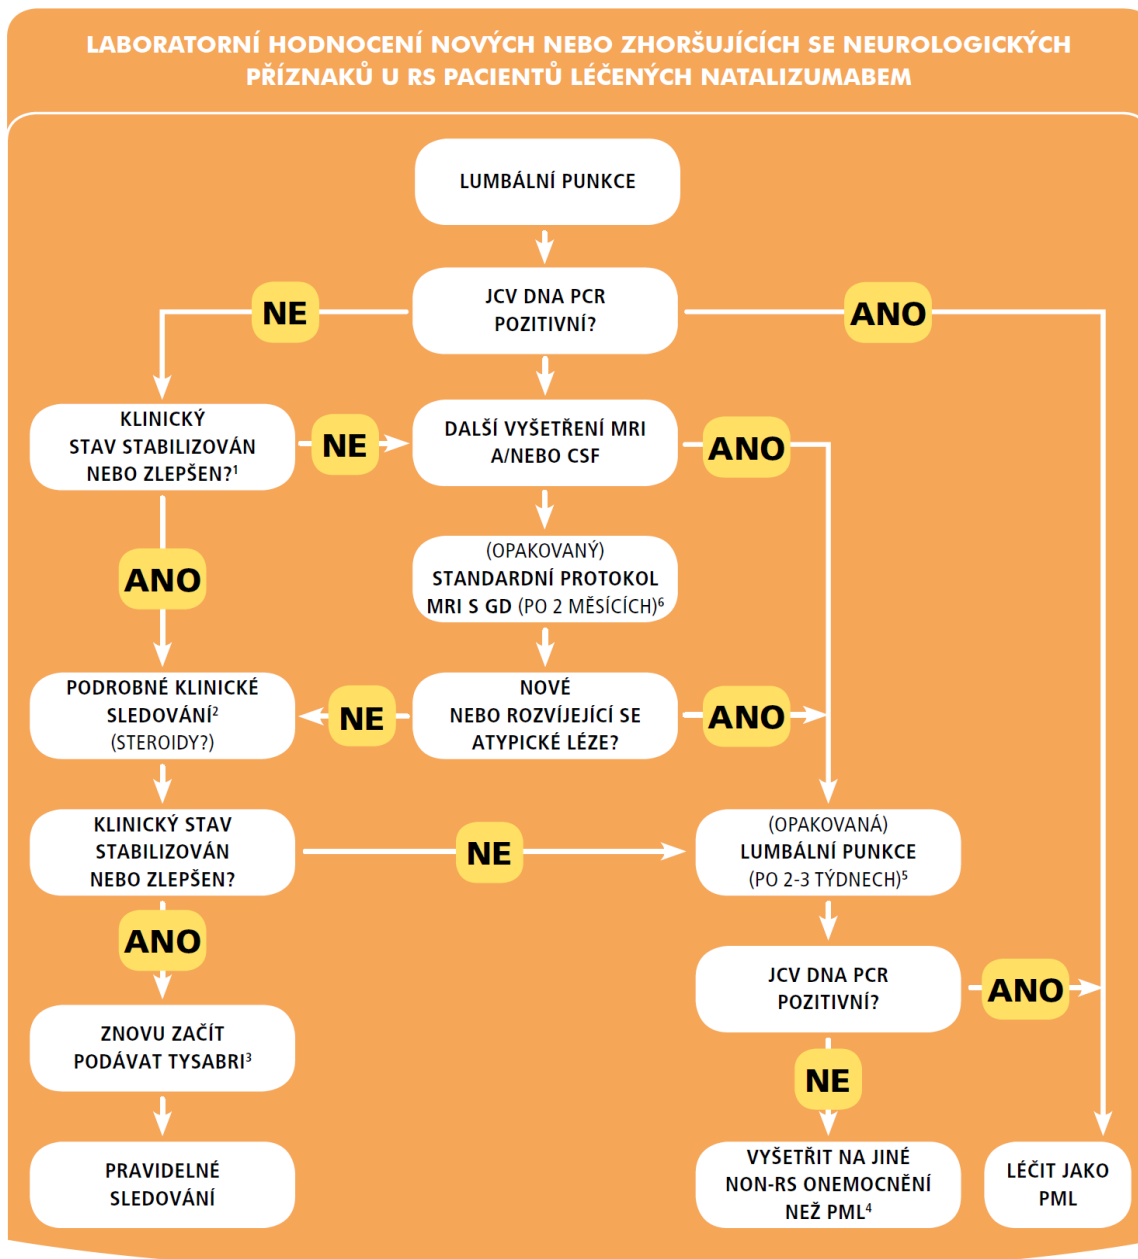 LABORATORNÍ HODNOCENÍ NOVÝCH NEBO ZHORŠUJÍCÍCH SE NEUROLOGICKÝCH
PŘÍZNAKŮ U RS PACIENTŮ LÉČENÝCH NATALIZUMABEM
LUMBÁLNÍ PUNKCE
JCV DNA PCR
POZITIVNÍ?
NE
ANO
KLINICKÝ
STAV STABILIZOVÁN
NEBO ZLEPŠEN?¹
NE
DALŠÍ VYŠETŘENÍ MRI
A/NEBO CSF
ANO
ANO
(OPAKOVANÝ)
STANDARDNÍ PROTOKOL
MRI S GD (PO 2 MĚSÍCÍCH)⁶
PODROBNÉ KLINICKÉ
SLEDOVÁNÍ²
(STEROIDY?)
NE
NOVÉ
NEBO ROZVÍJEJÍCÍ SE
ATYPICKÉ LÉZE?
ANO
KLINICKÝ STAV
STABILIZOVÁN
NEBO ZLEPŠEN?
NE
(OPAKOVANÁ)
LUMBÁLNÍ PUNKCE
(PO 2-3 TÝDNECH)⁵
ANO
JCV DNA PCR
POZITIVNÍ?
ANO
ZNOVU ZAČÍT
PODÁVAT TYSABRI³
NE
PRAVIDELNÉ
SLEDOVÁNÍ
VYŠETŘIT NA JINÉ
NON-RS ONEMOCNĚNÍ
NEŽ PML⁴
LÉČIT JAKO
PML